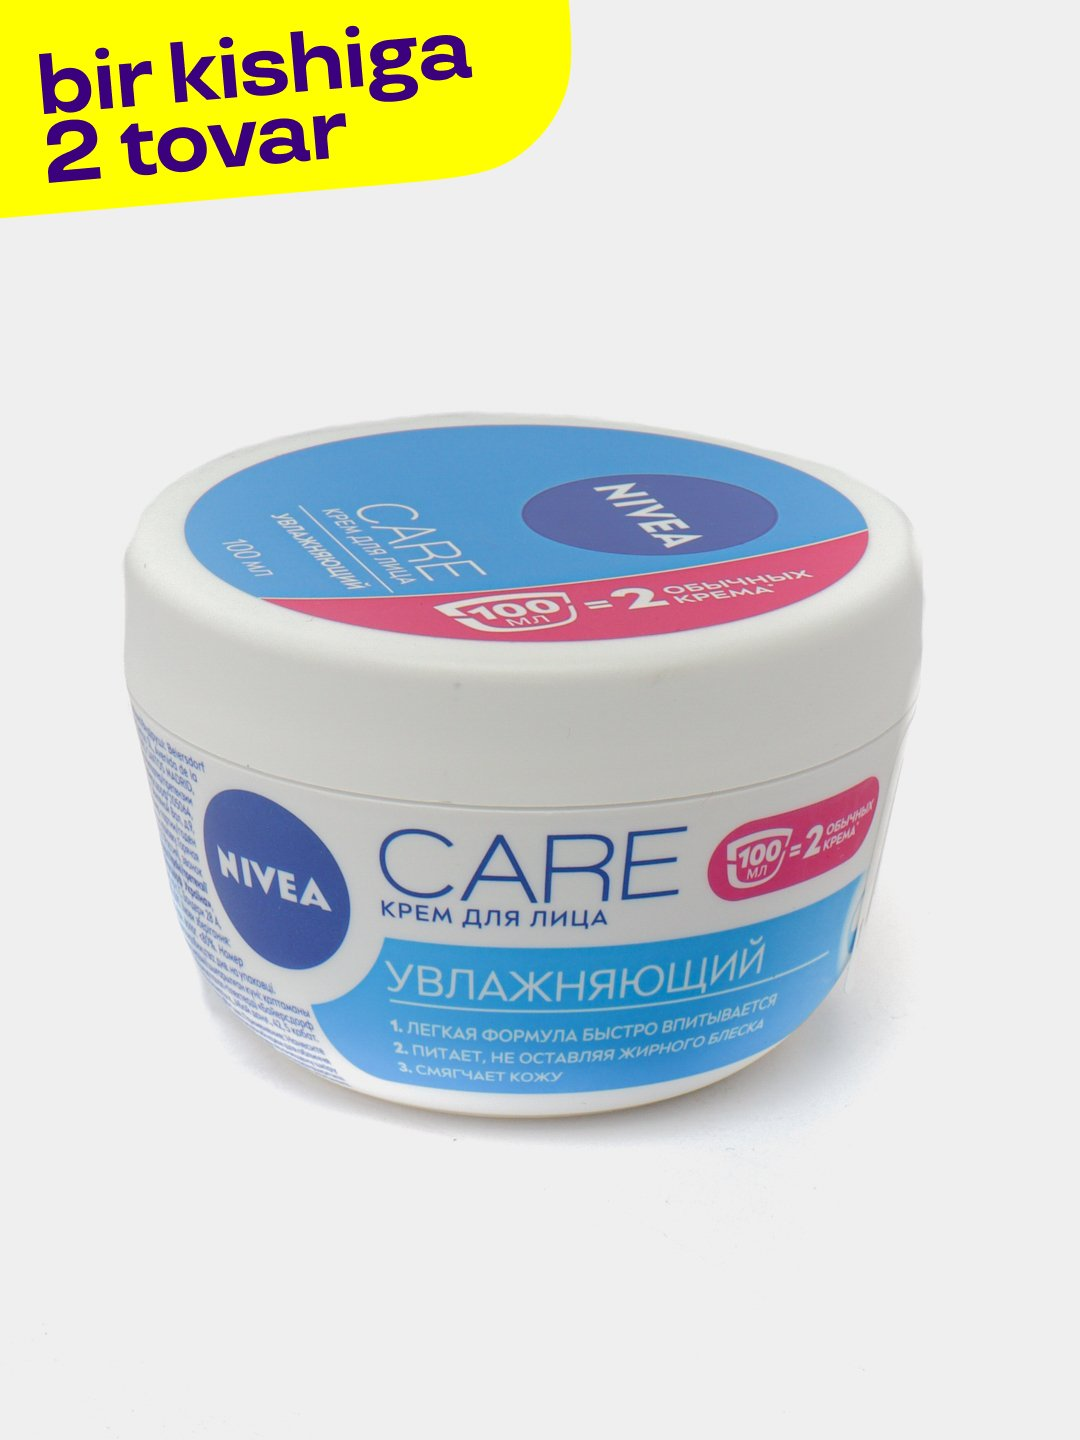 bir kishiga
2 tovar
NIVEA
CARE
КРЕМ ДЛЯ ЛИЦА
УВЛАЖНЯЮЩИЙ
100 МЛ
100
МЛ
= 2
ОБЫЧНЫХ
КРЕМА*
NIVEA
CARE
КРЕМ ДЛЯ ЛИЦА
100
МЛ
= 2
ОБЫЧНЫХ
КРЕМА*
УВЛАЖНЯЮЩИЙ
1. ЛЕГКАЯ ФОРМУЛА БЫСТРО ВПИТЫВАЕТСЯ
2. ПИТАЕТ, НЕ ОСТАВЛЯЯ ЖИРНОГО БЛЕСКА
3. СМЯГЧАЕТ КОЖУ
Beiersdorf